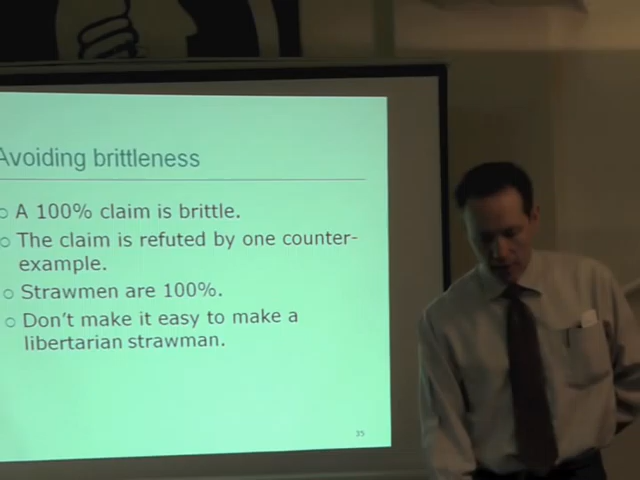 Avoiding brittleness
○ A 100% claim is brittle.
○ The claim is refuted by one counter-
example.
○ Strawmen are 100%.
○ Don't make it easy to make a
libertarian strawman.
35